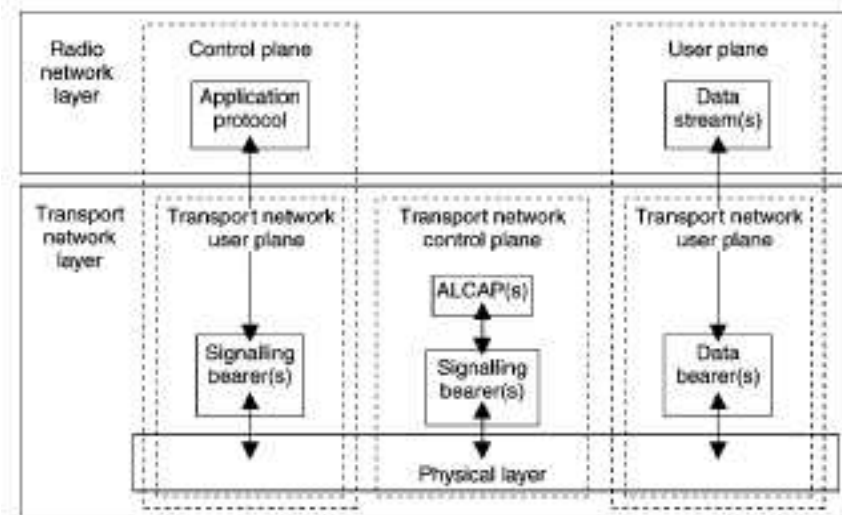 Radio
network
layer
Control plane
Application
protocol
User plane
Data
stream(s)
Transport
network
layer
Transport network
user plane
Signalling
bearer(s)
Transport network
control plane
ALCAP(s)
Signalling
bearer(s)
Transport network
user plane
Data
bearer(s)
Physical layer